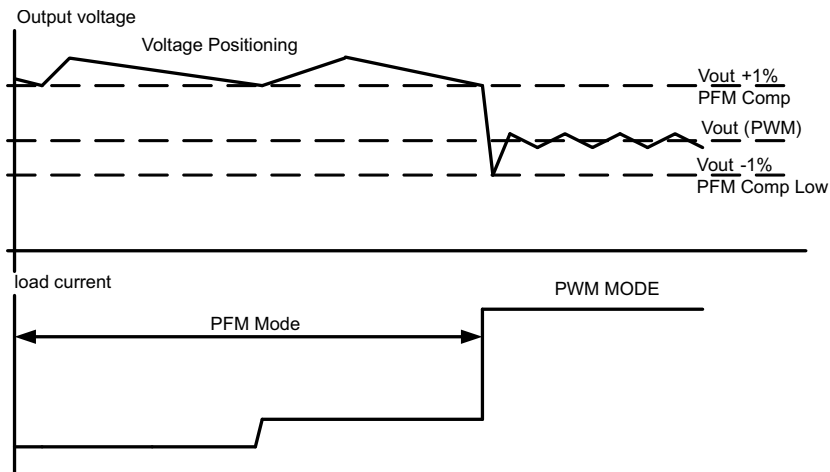 Output voltage
Voltage Positioning
Vout +1%
PFM Comp
Vout (PWM)
Vout -1%
PFM Comp Low
load current
PWM MODE
PFM Mode